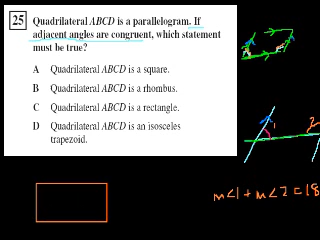 25 Quadrilateral ABCD is a parallelogram. If
adjacent angles are congruent, which statement
must be true?
A Quadrilateral ABCD is a square.
B Quadrilateral ABCD is a rhombus.
C Quadrilateral ABCD is a rectangle.
D Quadrilateral ABCD is an isosceles
trapezoid.
1 2
m∠1 + m∠2 = 18